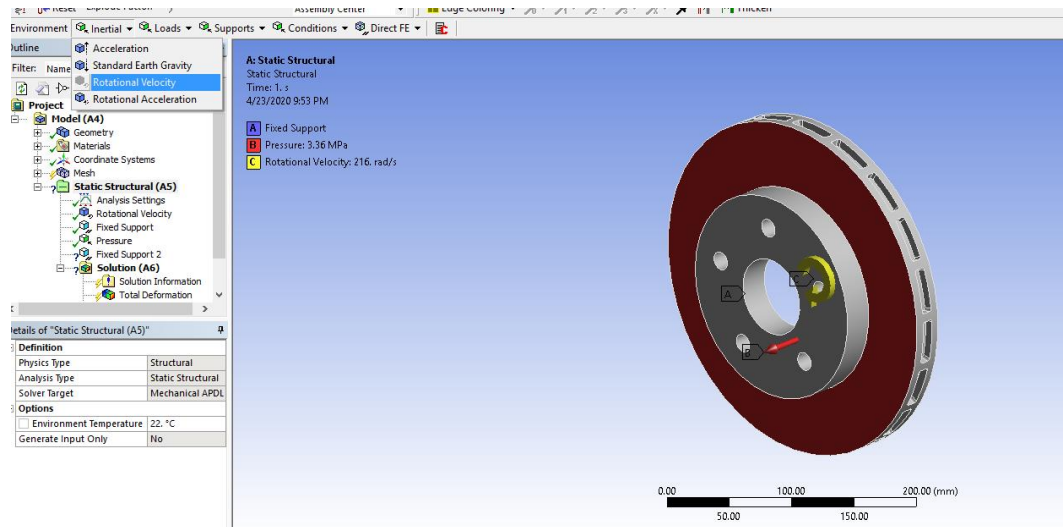 Reset Explode Factor Assembly Center Edge Coloring Thicken
Environment Inertial Loads Supports Conditions Direct FE
Outline
Acceleration
Filter: Name
Standard Earth Gravity
Rotational Velocity
Rotational Acceleration
Project
Model (A4)
Geometry
Materials
Coordinate Systems
Mesh
Static Structural (A5)
Analysis Settings
Rotational Velocity
Fixed Support
Pressure
Fixed Support 2
Solution (A6)
Solution Information
Total Deformation
Details of "Static Structural (A5)"
Definition
Physics Type Structural
Analysis Type Static Structural
Solver Target Mechanical APDL
Options
Environment Temperature 22. °C
Generate Input Only No
A: Static Structural
Static Structural
Time: 1. s
4/23/2020 9:53 PM
A Fixed Support
B Pressure: 3.36 MPa
C Rotational Velocity: 216. rad/s
C
A
B
0.00 100.00 200.00 (mm)
50.00 150.00